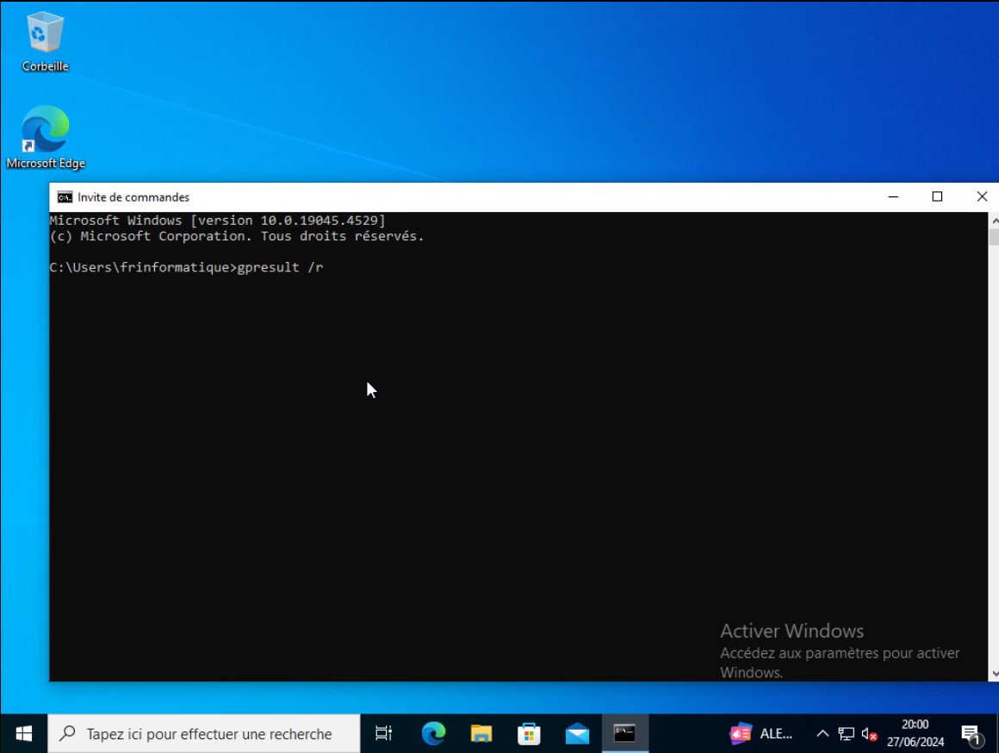 Corbeille
Microsoft Edge
Invite de commandes
Microsoft Windows [version 10.0.19045.4529]
(c) Microsoft Corporation. Tous droits réservés.
C:\Users\frinformatique>gpresult /r
Activer Windows
Accédez aux paramètres pour activer
Windows.
Tapez ici pour effectuer une recherche
ALE...
20:00
27/06/2024
1